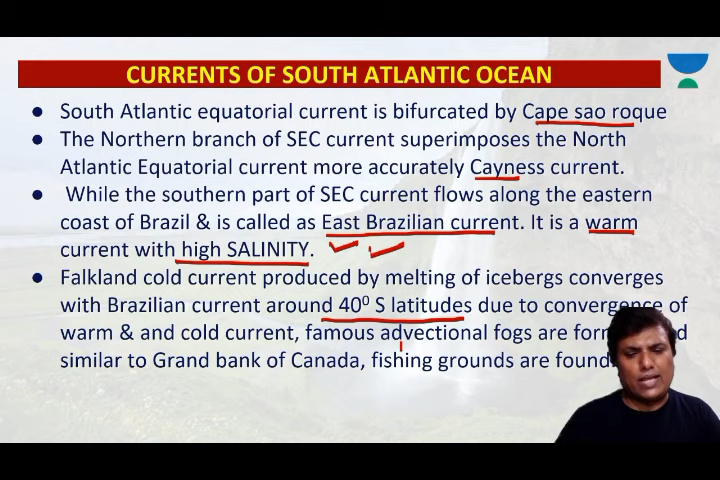 CURRENTS OF SOUTH ATLANTIC OCEAN
● South Atlantic equatorial current is bifurcated by Cape sao roque
● The Northern branch of SEC current superimposes the North
Atlantic Equatorial current more accurately Cayness current.
● While the southern part of SEC current flows along the eastern
coast of Brazil & is called as East Brazilian current. It is a warm
current with high SALINITY.
● Falkland cold current produced by melting of icebergs converges
with Brazilian current around 40⁰ S latitudes due to convergence of
warm & and cold current, famous advectional fogs are
similar to Grand bank of Canada, fishing grounds are found